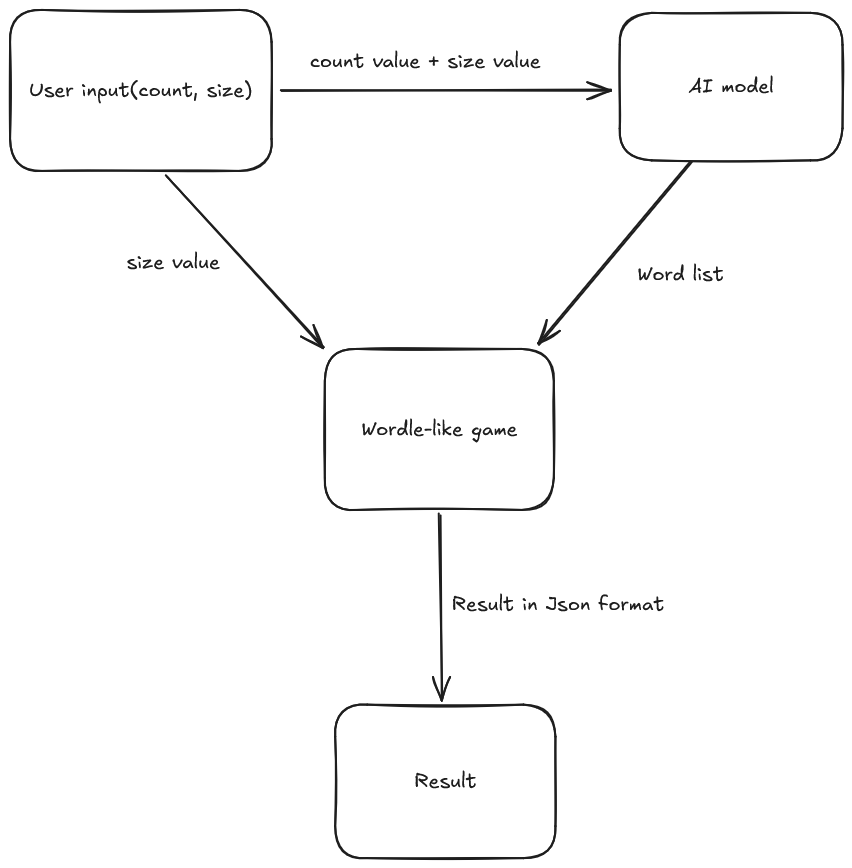 count value + size value
User input(count, size)
AI model
size value
Word list
Wordle-like game
Result in Json format
Result